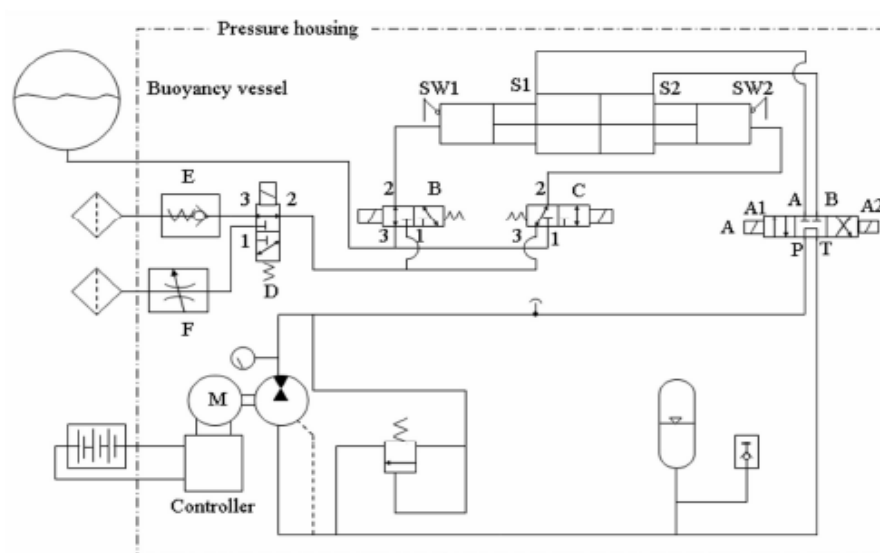 Pressure housing
Buoyancy vessel
SW1
S1
S2
SW2
E
3
2
1
D
2
B
3
1
2
C
3
1
A
B
A1
A2
A
P
T
F
M
Controller